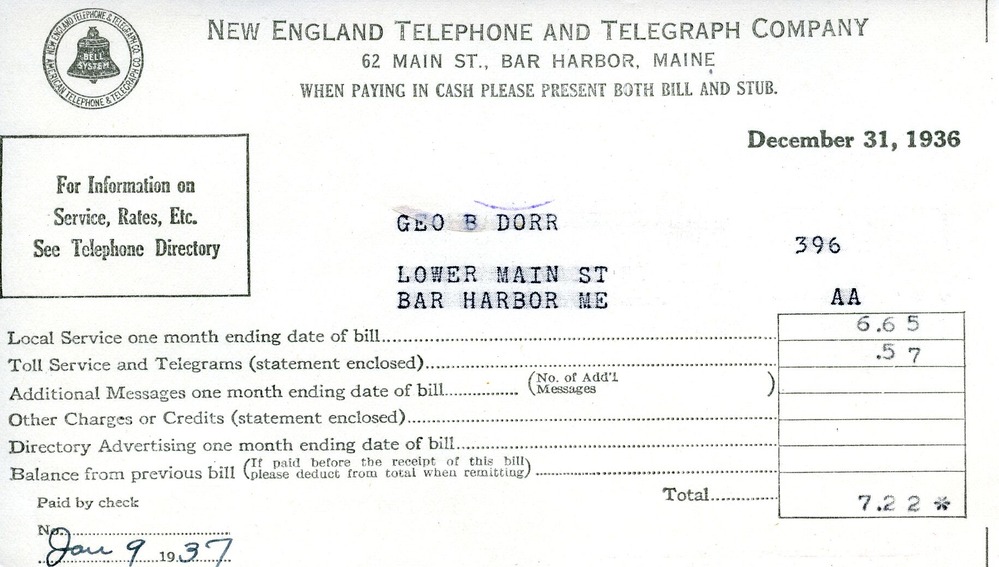 NEW ENGLAND TELEPHONE & TELEGRAPH CO.
AMERICAN TELEPHONE & TELEGRAPH CO.
BELL
SYSTEM
NEW ENGLAND TELEPHONE AND TELEGRAPH COMPANY
62 MAIN ST., BAR HARBOR, MAINE
WHEN PAYING IN CASH PLEASE PRESENT BOTH BILL AND STUB.
December 31, 1936
For Information on
Service, Rates, Etc.
See Telephone Directory
GEO B DORR
396
LOWER MAIN ST
BAR HARBOR ME AA
Local Service one month ending date of bill 6.65
Toll Service and Telegrams (statement enclosed) .57
Additional Messages one month ending date of bill (No. of Add'l Messages )
Other Charges or Credits (statement enclosed)
Directory Advertising one month ending date of bill
Balance from previous bill (If paid before the receipt of this bill please deduct from total when remitting)
Paid by check
Total 7.22 *
No.
Jan 9 1937